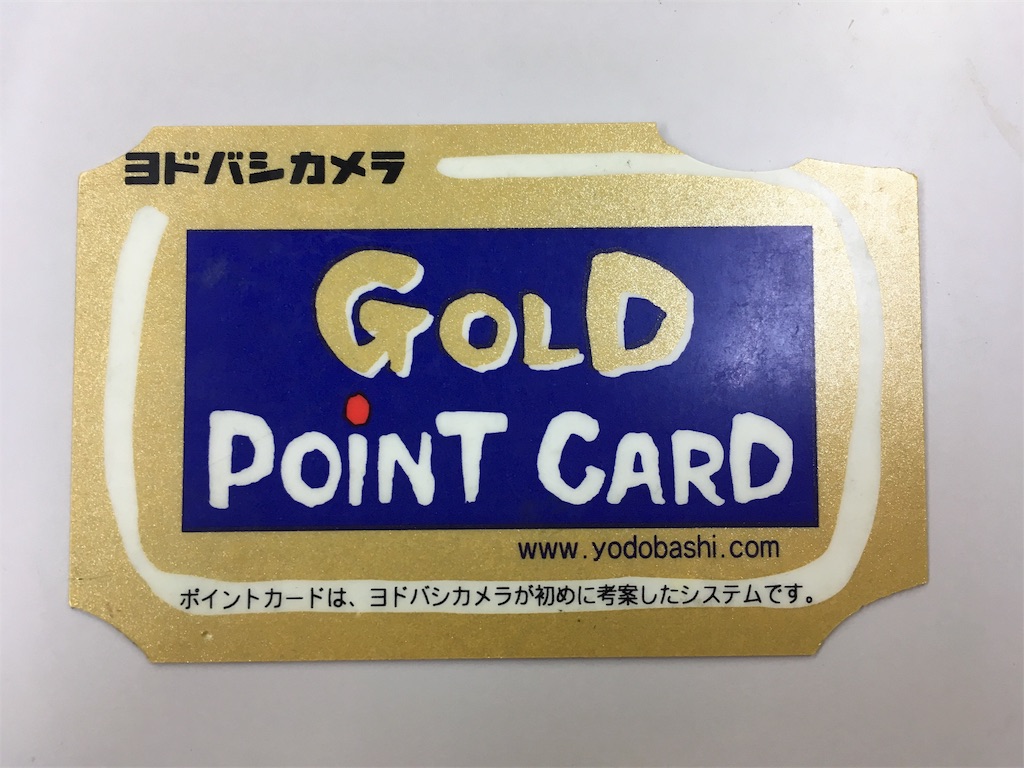 ヨドバシカメラ
GOLD
POiNT CARD
www.yodobashi.com
ポイントカードは、ヨドバシカメラが初めに考案したシステムです。